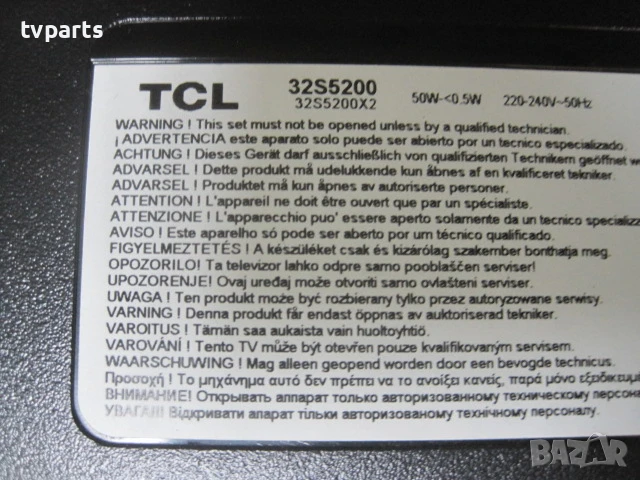 tvparts
TCL 32S5200 50W-<0.5W 220-240V~50Hz
32S5200X2
WARNING ! This set must not be opened unless by a qualified technician.
¡ ADVERTENCIA este aparato solo puede ser abierto por un tecnico especializado.
ACHTUNG ! Dieses Gerät darf ausschließlich von qualifizierten Technikern geöffnet we
ADVARSEL ! Dette produkt må udelukkende kun åbnes af en kvalificeret tekniker.
ADVARSEL ! Produktet må kun åpnes av autoriserte personer.
ATTENTION ! L'appareil ne doit être ouvert que par un spécialiste.
ATTENZIONE ! L'apparecchio puo' essere aperto solamente da un tecnico specializz
AVISO ! Este aparelho só pode ser aberto por um técnico qualificado.
FIGYELMEZTETÉS ! A készüléket csak és kizárólag szakember bonthatja meg.
OPOZORILO! Ta televizor lahko odpre samo pooblaščen serviser!
UPOZORENJE! Ovaj uređaj može otvoriti samo ovlašteni serviser.
UWAGA ! Ten produkt może być rozbierany tylko przez autoryzowane serwisy.
VARNING ! Denna produkt får endast öppnas av auktoriserad tekniker.
VAROITUS ! Tämän saa aukaista vain huoltoyhtiö.
VAROVÁNÍ ! Tento TV může být otevřen pouze kvalifikovaným servisem.
WAARSCHUWING ! Mag alleen geopend worden door een bevoegde technicus.
Προσοχή ! Το μηχάνημα αυτό δεν πρέπει να το ανοίξει κανείς, παρά μόνο εξειδικευμέ
ВНИМАНИЕ! Открывать аппарат только авторизованному техническому персона
УВАГА! Відкривати апарат тільки авторизованому технічному персоналу.
BAZAR